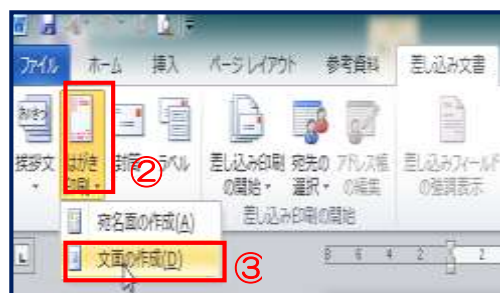 ファイル ホーム 挿入 ページレイアウト 参考資料 差し込み文書
あいさつ
挨拶文 はがき印刷 封筒 ラベル 差し込み印刷の開始 宛先の選択 アドレス帳の編集 差し込みフィールドの強調表示
②
宛名面の作成(A) 差し込み印刷の開始
文面の作成(D) ③
L 8 6 4 2 2